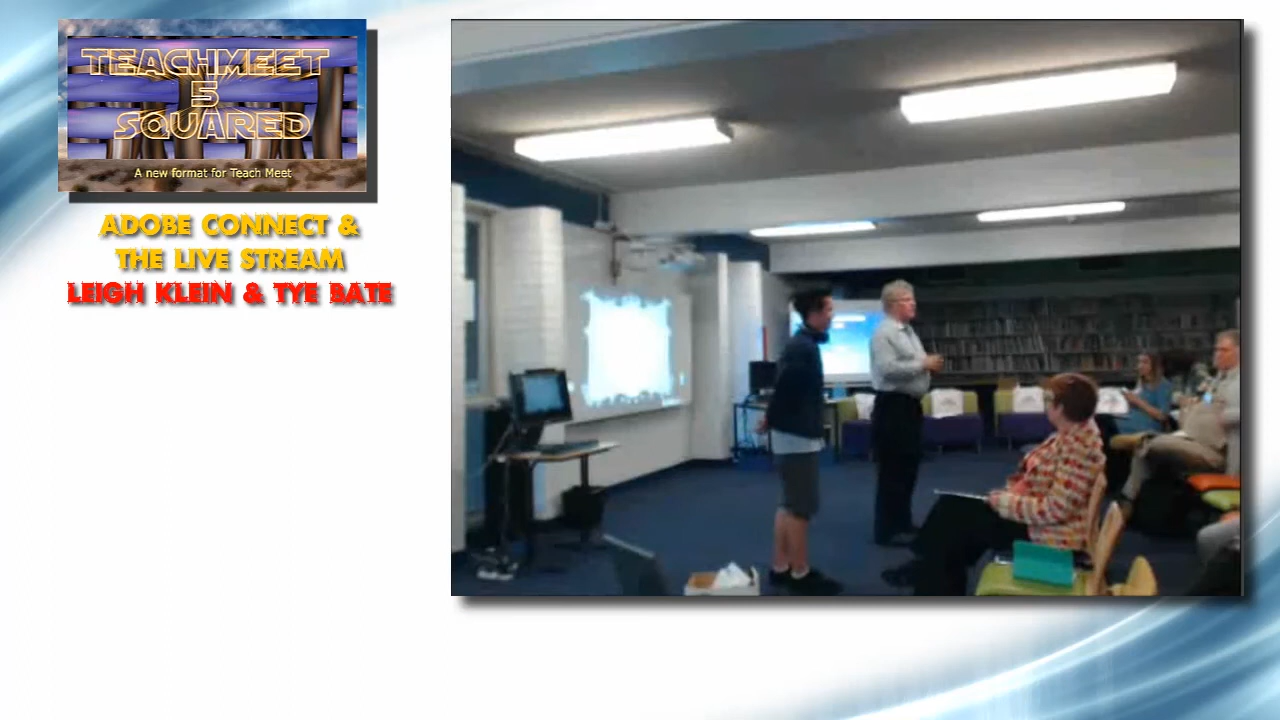 TEACHMEET
5
SQUARED
A new format for Teach Meet
ADOBE CONNECT &
THE LIVE STREAM
LEIGH KLEIN & TYE BATE